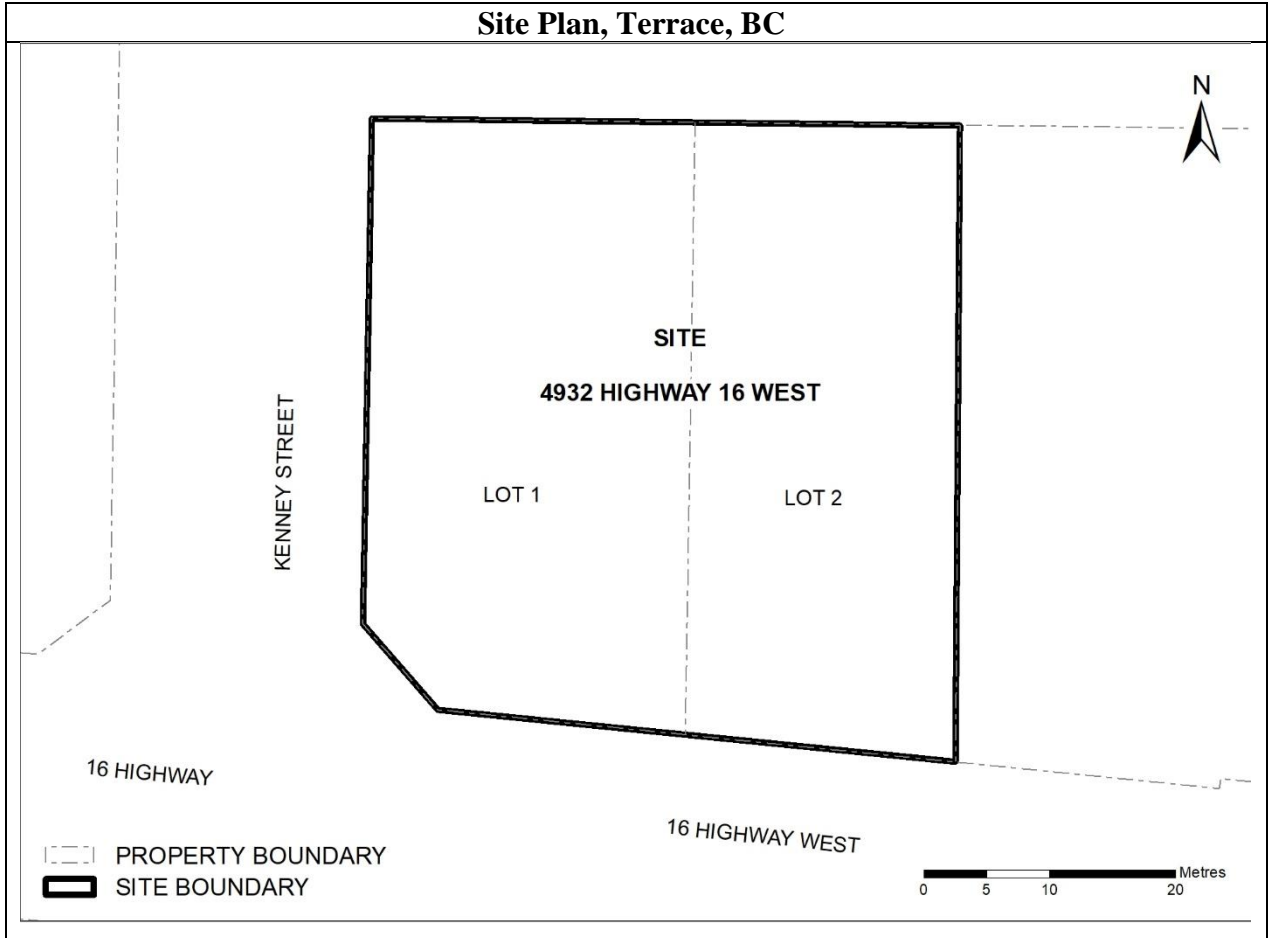 Site Plan, Terrace, BC
N
SITE
4932 HIGHWAY 16 WEST
KENNEY STREET
LOT 1
LOT 2
16 HIGHWAY
16 HIGHWAY WEST
PROPERTY BOUNDARY
SITE BOUNDARY
Metres
0 5 10 20